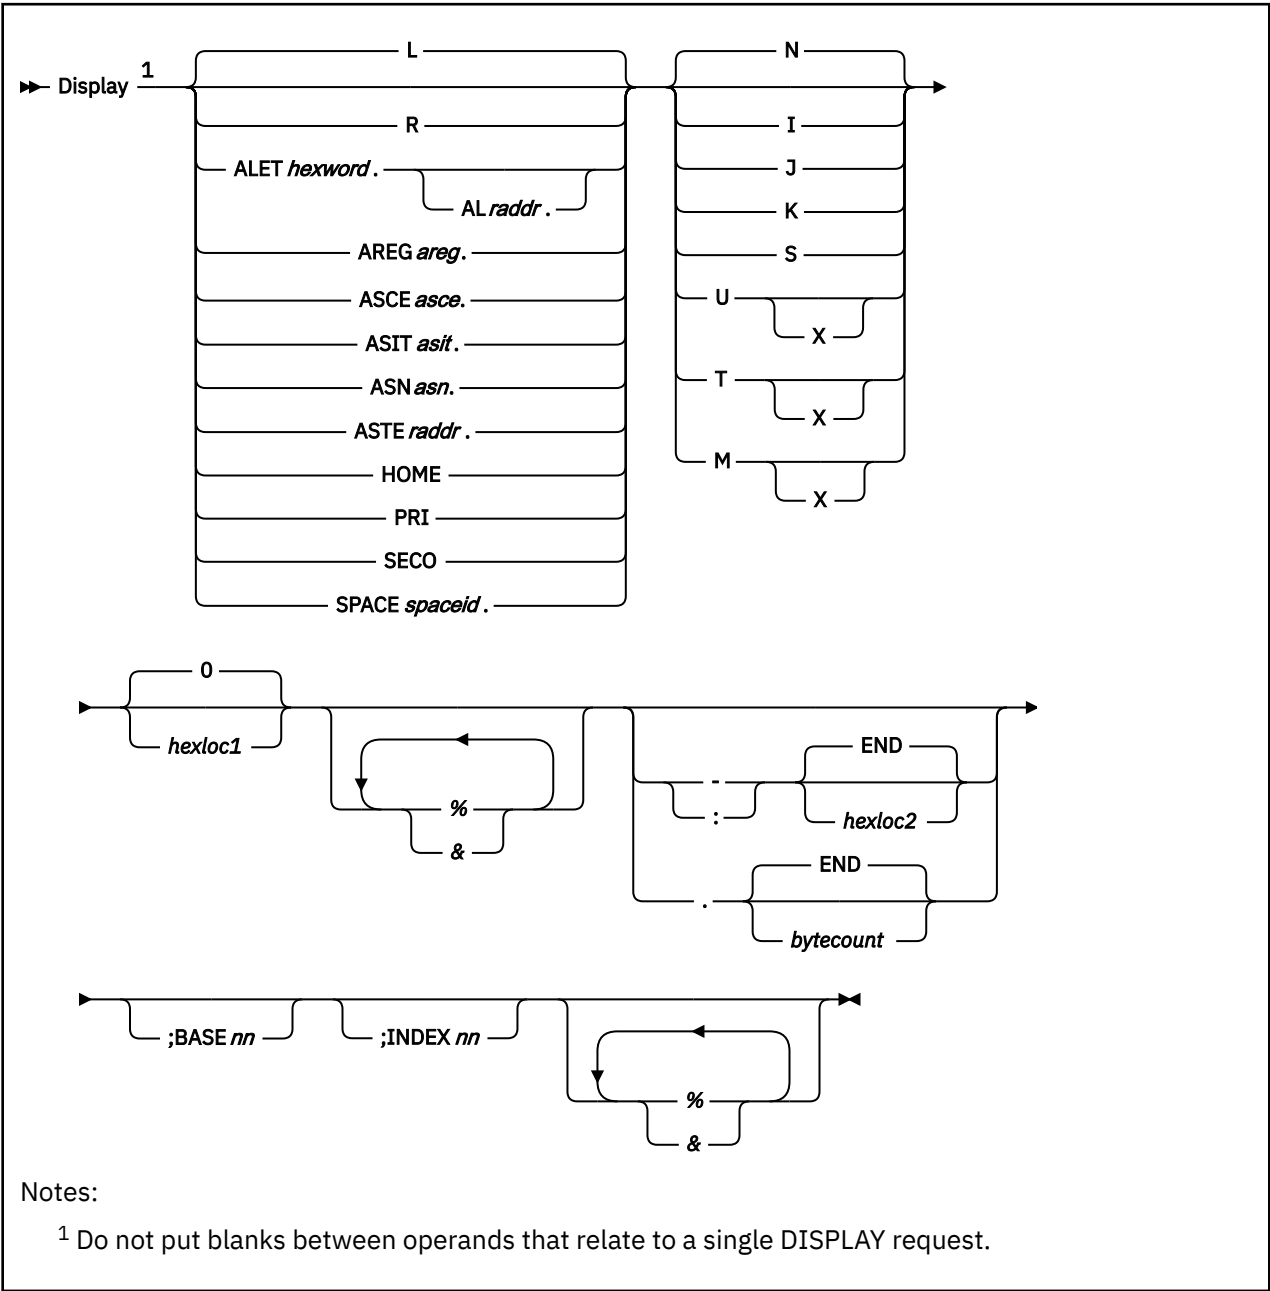 L
N
Display 1
R
I
ALET hexword .
J
AL raddr .
K
AREG areg.
S
ASCE asce.
U
X
ASIT asit .
ASN asn.
T
X
ASTE raddr .
M
HOME
X
PRI
SECO
SPACE spaceid .
0
hexloc1
%
&
-
END
:
hexloc2
.
END
bytecount
;BASE nn
;INDEX nn
%
&
Notes:
1 Do not put blanks between operands that relate to a single DISPLAY request.